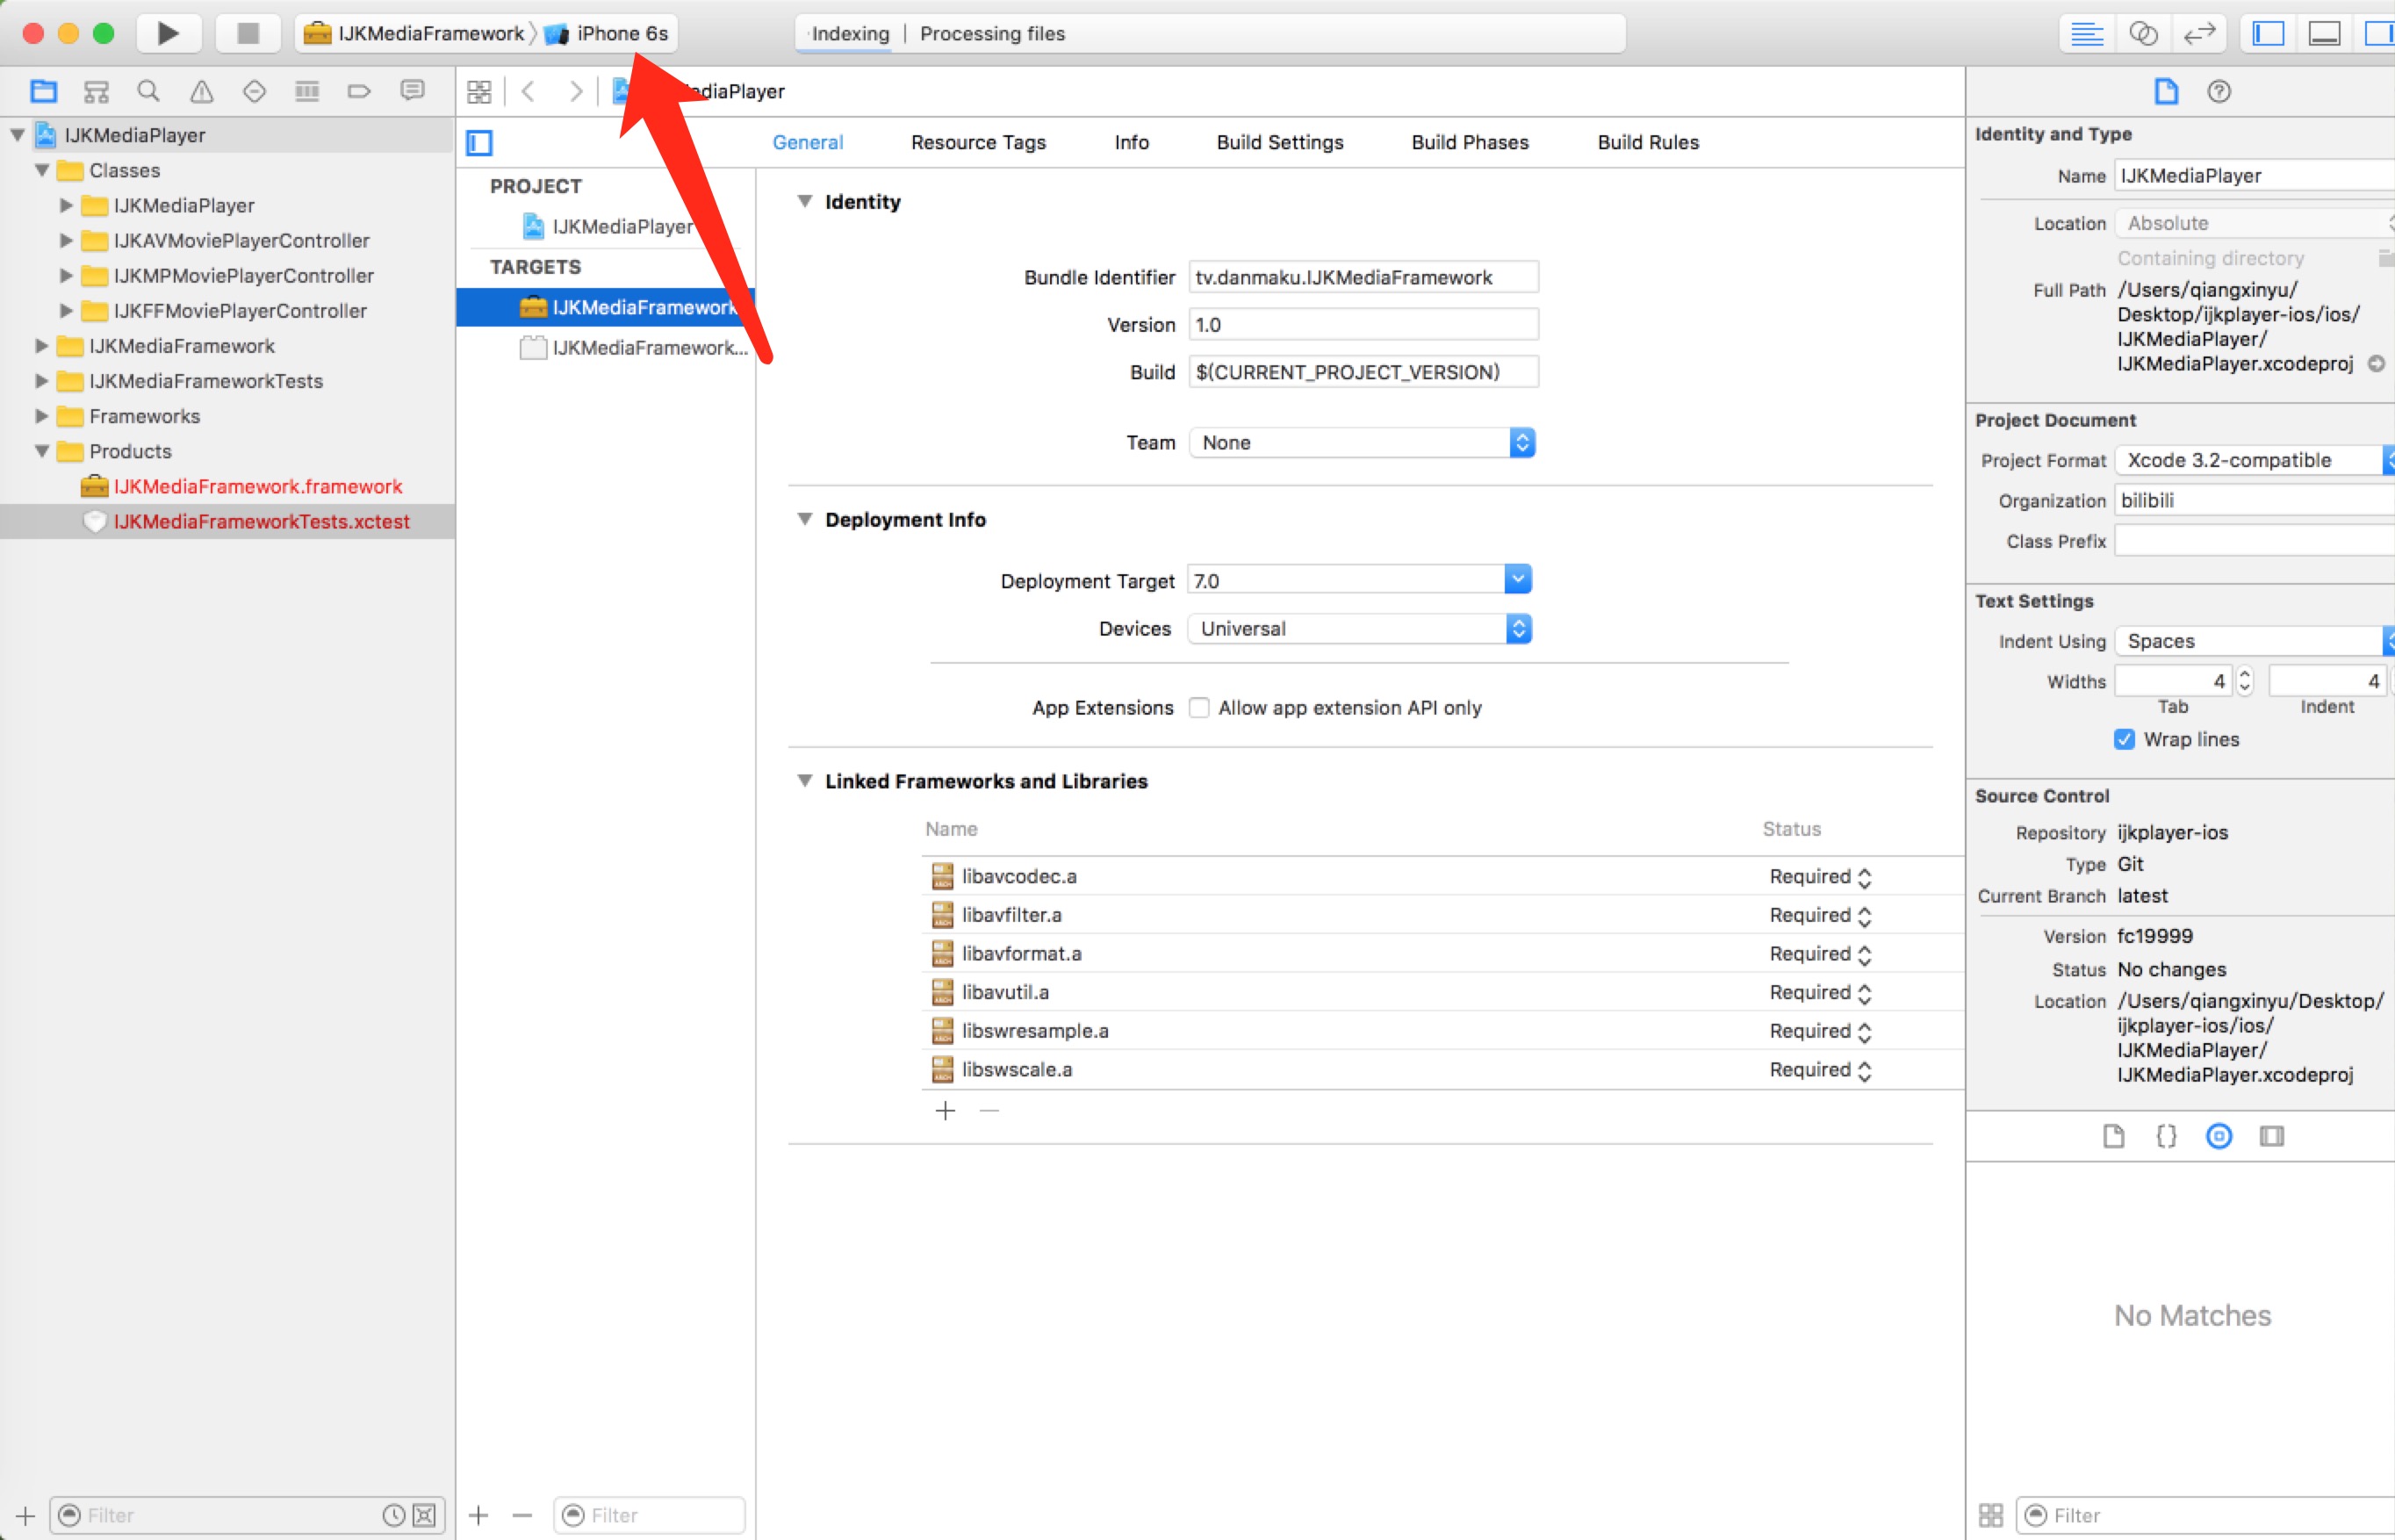 IJKMediaFramework
iPhone 6s
Indexing | Processing files
ediaPlayer
IJKMediaPlayer
Classes
IJKMediaPlayer
IJKAVMoviePlayerController
IJKMPMoviePlayerController
IJKFFMoviePlayerController
IJKMediaFramework
IJKMediaFrameworkTests
Frameworks
Products
IJKMediaFramework.framework
IJKMediaFrameworkTests.xctest
Filter
General
Resource Tags
Info
Build Settings
Build Phases
Build Rules
PROJECT
IJKMediaPlayer
TARGETS
IJKMediaFramework
IJKMediaFramework...
Filter
Identity
Bundle Identifier tv.danmaku.IJKMediaFramework
Version 1.0
Build $(CURRENT_PROJECT_VERSION)
Team None
Deployment Info
Deployment Target 7.0
Devices Universal
App Extensions Allow app extension API only
Linked Frameworks and Libraries
Name Status
libavcodec.a Required
libavfilter.a Required
libavformat.a Required
libavutil.a Required
libswresample.a Required
libswscale.a Required
Identity and Type
Name IJKMediaPlayer
Location Absolute
Containing directory
Full Path /Users/qiangxinyu/
Desktop/ijkplayer-ios/ios/
IJKMediaPlayer/
IJKMediaPlayer.xcodeproj
Project Document
Project Format Xcode 3.2-compatible
Organization bilibili
Class Prefix
Text Settings
Indent Using Spaces
Widths 4 4
Tab Indent
Wrap lines
Source Control
Repository ijkplayer-ios
Type Git
Current Branch latest
Version fc19999
Status No changes
Location /Users/qiangxinyu/Desktop/
ijkplayer-ios/ios/
IJKMediaPlayer/
IJKMediaPlayer.xcodeproj
No Matches
Filter